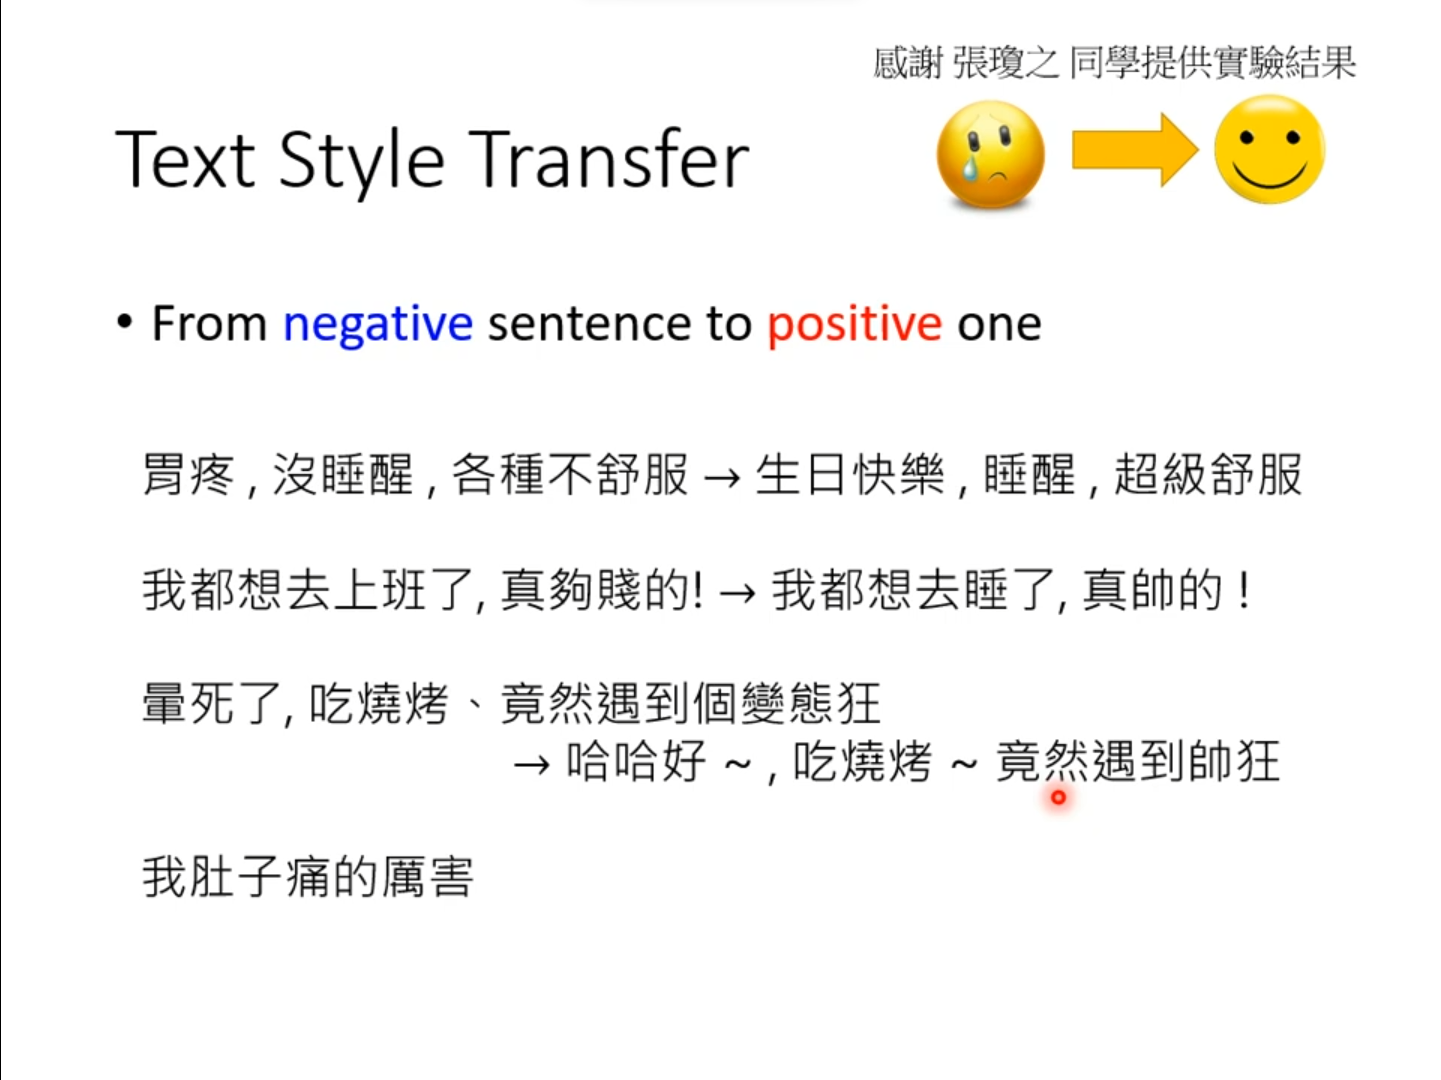 感謝 張瓊之 同學提供實驗結果
Text Style Transfer
• From negative sentence to positive one
胃疼 , 沒睡醒 , 各種不舒服 → 生日快樂 , 睡醒 , 超級舒服
我都想去上班了, 真夠賤的! → 我都想去睡了, 真帥的 !
暈死了, 吃燒烤、竟然遇到個變態狂
→ 哈哈好 ~ , 吃燒烤 ~ 竟然遇到帥狂
我肚子痛的厲害